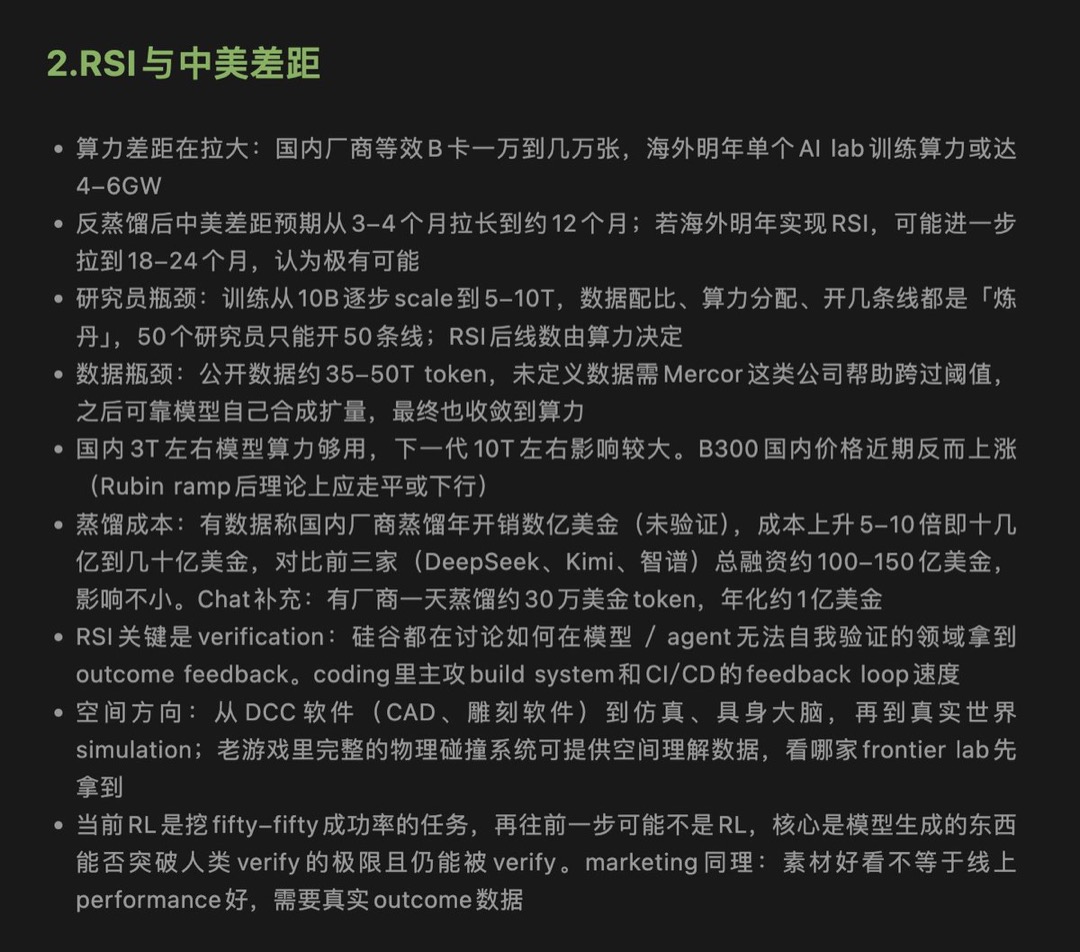 2.RSI与中美差距
• 算力差距在拉大：国内厂商等效B卡一万到几万张，海外明年单个AI lab训练算力或达
4–6GW
• 反蒸馏后中美差距预期从3–4个月拉长到约12个月；若海外明年实现RSI，可能进一步
拉到18–24个月，认为极有可能
• 研究员瓶颈：训练从10B逐步scale到5–10T，数据配比、算力分配、开几条线都是「炼
丹」，50个研究员只能开50条线；RSI后线数由算力决定
• 数据瓶颈：公开数据约35–50T token，未定义数据需Mercor这类公司帮助跨过阈值，
之后可靠模型自己合成扩量，最终也收敛到算力
• 国内3T左右模型算力够用，下一代10T左右影响较大。B300国内价格近期反而上涨
（Rubin ramp后理论上应走平或下行）
• 蒸馏成本：有数据称国内厂商蒸馏年开销数亿美金（未验证），成本上升5–10倍即十几
亿到几十亿美金，对比前三家（DeepSeek、Kimi、智谱）总融资约100–150亿美金，
影响不小。Chat补充：有厂商一天蒸馏约30万美金token，年化约1亿美金
• RSI关键是verification：硅谷都在讨论如何在模型 / agent无法自我验证的领域拿到
outcome feedback。coding里主攻build system和CI/CD的feedback loop速度
• 空间方向：从DCC软件（CAD、雕刻软件）到仿真、具身大脑，再到真实世界
simulation；老游戏里完整的物理碰撞系统可提供空间理解数据，看哪家frontier lab先
拿到
• 当前RL是挖fifty–fifty成功率的任务，再往前一步可能不是RL，核心是模型生成的东西
能否突破人类verify的极限且仍能被verify。marketing同理：素材好看不等于线上
performance好，需要真实outcome数据